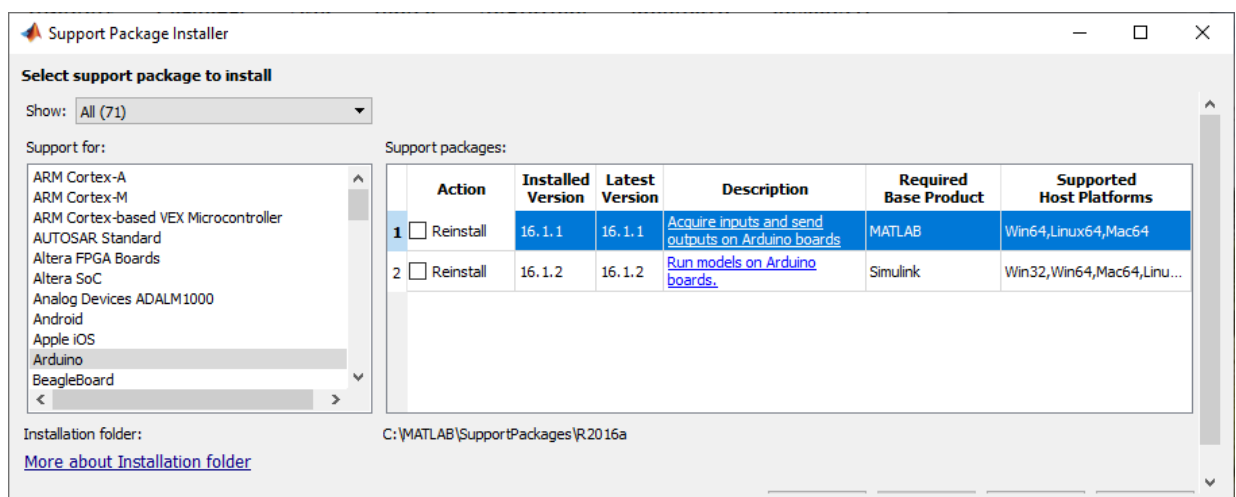 Support Package Installer
Select support package to install
Show: All (71)
Support for:
Support packages:
ARM Cortex-A
ARM Cortex-M
ARM Cortex-based VEX Microcontroller
AUTOSAR Standard
Altera FPGA Boards
Altera SoC
Analog Devices ADALM1000
Android
Apple iOS
Arduino
BeagleBoard
Action
Installed
Version
Latest
Version
Description
Required
Base Product
Supported
Host Platforms
1 Reinstall 16.1.1 16.1.1 Acquire inputs and send
outputs on Arduino boards
MATLAB Win64,Linux64,Mac64
2 Reinstall 16.1.2 16.1.2 Run models on Arduino
boards.
Simulink Win32,Win64,Mac64,Linu...
Installation folder: C:\MATLAB\SupportPackages\R2016a
More about Installation folder